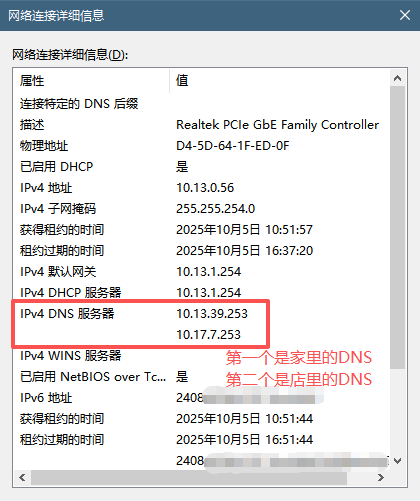 网络连接详细信息
网络连接详细信息(D):
属性 值
连接特定的 DNS 后缀
描述 Realtek PCIe GbE Family Controller
物理地址 D4-5D-64-1F-ED-0F
已启用 DHCP 是
IPv4 地址 10.13.0.56
IPv4 子网掩码 255.255.254.0
获得租约的时间 2025年10月5日 10:51:57
租约过期的时间 2025年10月5日 16:37:20
IPv4 默认网关 10.13.1.254
IPv4 DHCP 服务器 10.13.1.254
IPv4 DNS 服务器 10.13.39.253
10.17.7.253
IPv4 WINS 服务器 第一个是家里的DNS
已启用 NetBIOS over Tc... 是 第二个是店里的DNS
IPv6 地址 2408
获得租约的时间 2025年10月5日 10:51:44
租约过期的时间 2025年10月5日 16:51:44
2408